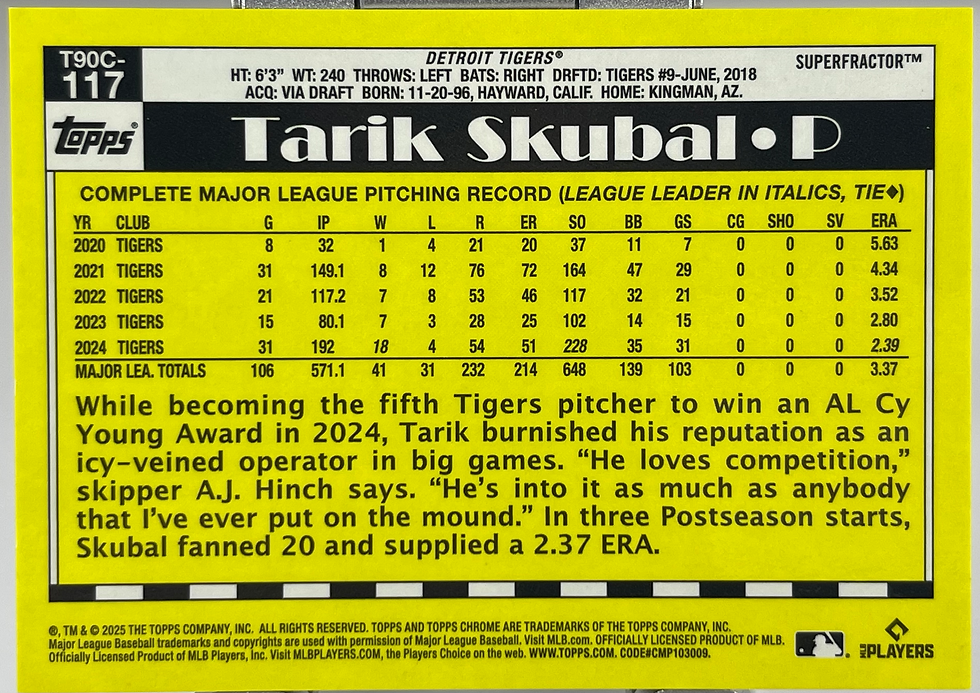 T90C-
117
DETROIT TIGERS®
HT: 6'3" WT: 240 THROWS: LEFT BATS: RIGHT DRFTD: TIGERS #9-JUNE, 2018
ACQ: VIA DRAFT BORN: 11-20-96, HAYWARD, CALIF. HOME: KINGMAN, AZ.
SUPERFRACTOR™
Topps®
Tarik Skubal • P
COMPLETE MAJOR LEAGUE PITCHING RECORD (LEAGUE LEADER IN ITALICS, TIE◆)
YR CLUB G IP W L R ER SO BB GS CG SHO SV ERA
2020 TIGERS 8 32 1 4 21 20 37 11 7 0 0 0 5.63
2021 TIGERS 31 149.1 8 12 76 72 164 47 29 0 0 0 4.34
2022 TIGERS 21 117.2 7 8 53 46 117 32 21 0 0 0 3.52
2023 TIGERS 15 80.1 7 3 28 25 102 14 15 0 0 0 2.80
2024 TIGERS 31 192 18 4 54 51 228 35 31 0 0 0 2.39
MAJOR LEA. TOTALS 106 571.1 41 31 232 214 648 139 103 0 0 0 3.37
While becoming the fifth Tigers pitcher to win an AL Cy
Young Award in 2024, Tarik burnished his reputation as an
icy-veined operator in big games. “He loves competition,”
skipper A.J. Hinch says. “He’s into it as much as anybody
that I’ve ever put on the mound.” In three Postseason starts,
Skubal fanned 20 and supplied a 2.37 ERA.
®, TM & © 2025 THE TOPPS COMPANY, INC. ALL RIGHTS RESERVED. TOPPS AND TOPPS CHROME ARE TRADEMARKS OF THE TOPPS COMPANY, INC.
Major League Baseball trademarks and copyrights are used with permission of Major League Baseball. Visit MLB.com. OFFICIALLY LICENSED PRODUCT OF MLB.
Officially Licensed Product of MLB Players, Inc. Visit MLBPLAYERS.COM, the Players Choice on the web. WWW.TOPPS.COM. CODE#CMP103009.
MLB PLAYERS